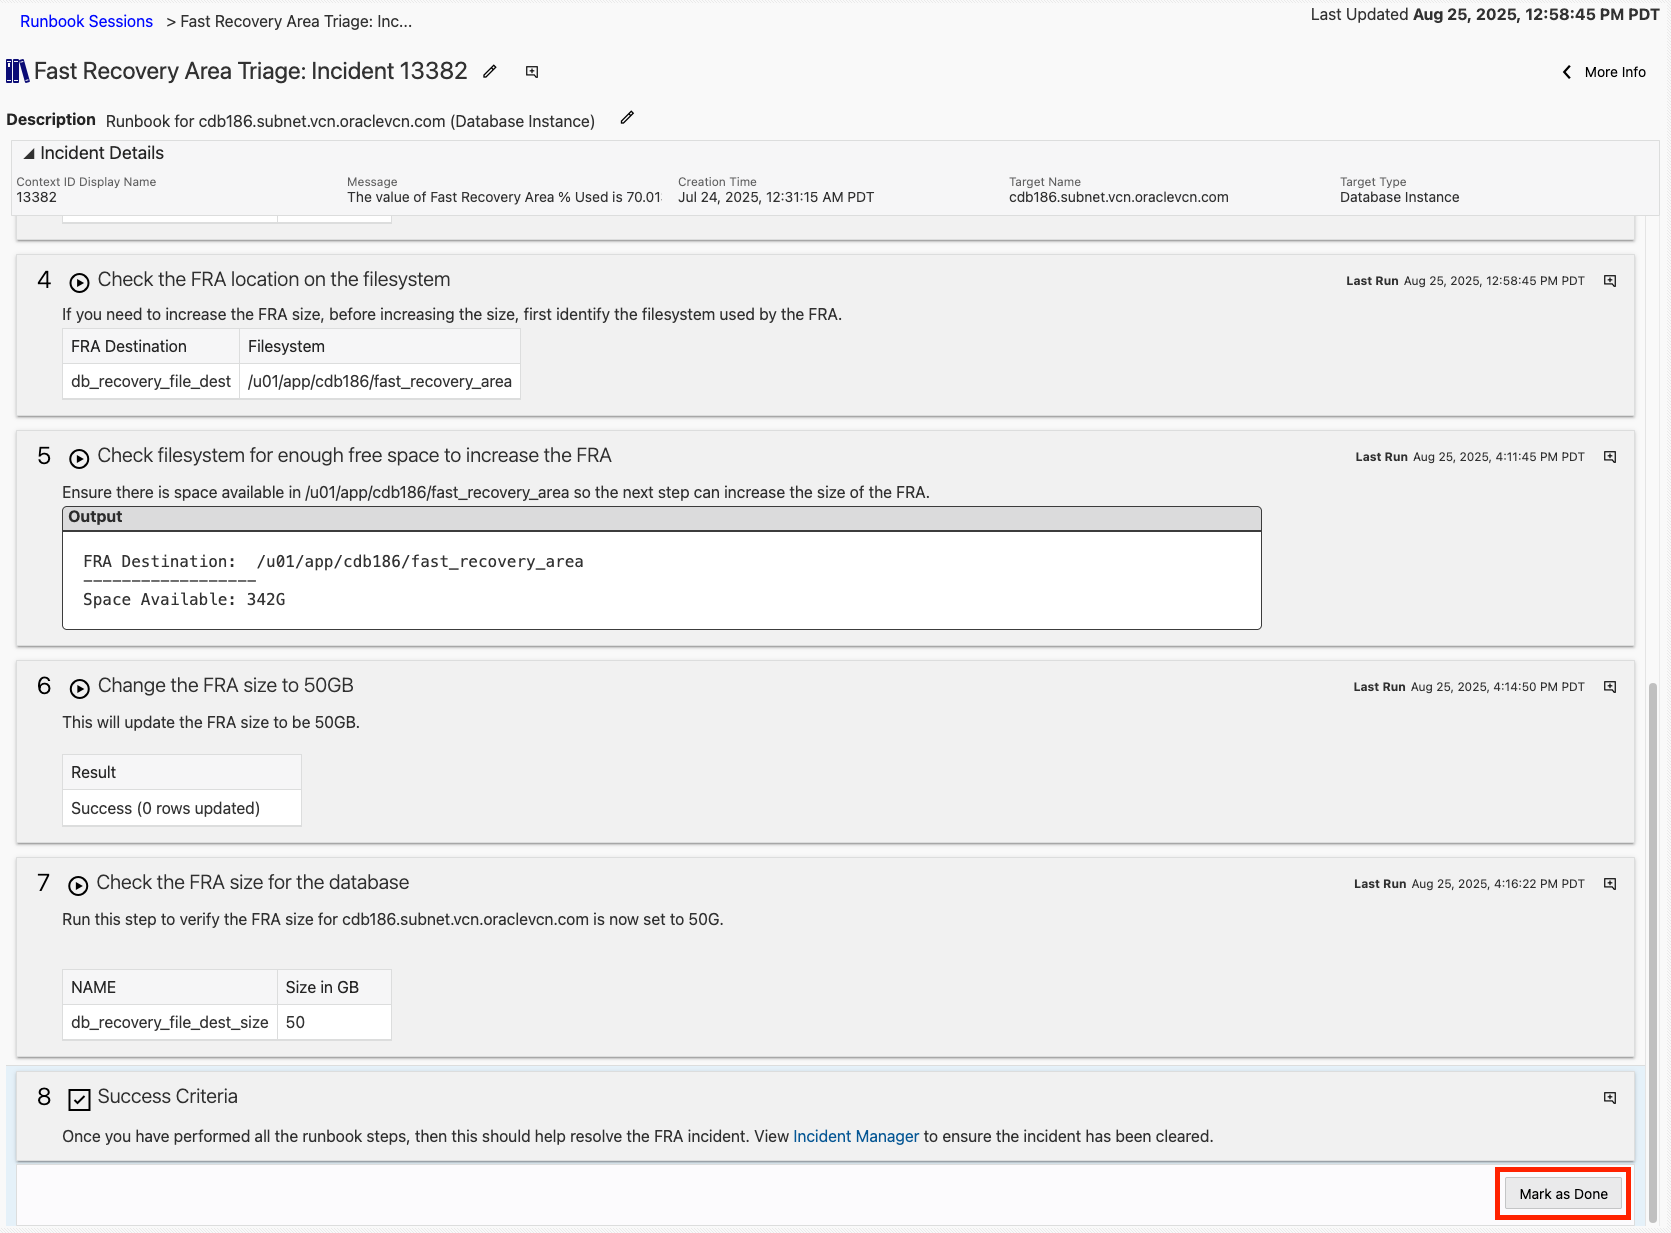 Runbook Sessions > Fast Recovery Area Triage: Inc...
Last Updated Aug 25, 2025, 12:58:45 PM PDT
Fast Recovery Area Triage: Incident 13382
More Info
Description Runbook for cdb186.subnet.vcn.oraclevcn.com (Database Instance)
Incident Details
Context ID Display Name
13382
Message
The value of Fast Recovery Area % Used is 70.01
Creation Time
Jul 24, 2025, 12:31:15 AM PDT
Target Name
cdb186.subnet.vcn.oraclevcn.com
Target Type
Database Instance
4 Check the FRA location on the filesystem
Last Run Aug 25, 2025, 12:58:45 PM PDT
If you need to increase the FRA size, before increasing the size, first identify the filesystem used by the FRA.
FRA Destination Filesystem
db_recovery_file_dest /u01/app/cdb186/fast_recovery_area
5 Check filesystem for enough free space to increase the FRA
Last Run Aug 25, 2025, 4:11:45 PM PDT
Ensure there is space available in /u01/app/cdb186/fast_recovery_area so the next step can increase the size of the FRA.
Output
FRA Destination: /u01/app/cdb186/fast_recovery_area
------------------
Space Available: 342G
6 Change the FRA size to 50GB
Last Run Aug 25, 2025, 4:14:50 PM PDT
This will update the FRA size to be 50GB.
Result
Success (0 rows updated)
7 Check the FRA size for the database
Last Run Aug 25, 2025, 4:16:22 PM PDT
Run this step to verify the FRA size for cdb186.subnet.vcn.oraclevcn.com is now set to 50G.
NAME Size in GB
db_recovery_file_dest_size 50
8 Success Criteria
Once you have performed all the runbook steps, then this should help resolve the FRA incident. View Incident Manager to ensure the incident has been cleared.
Mark as Done